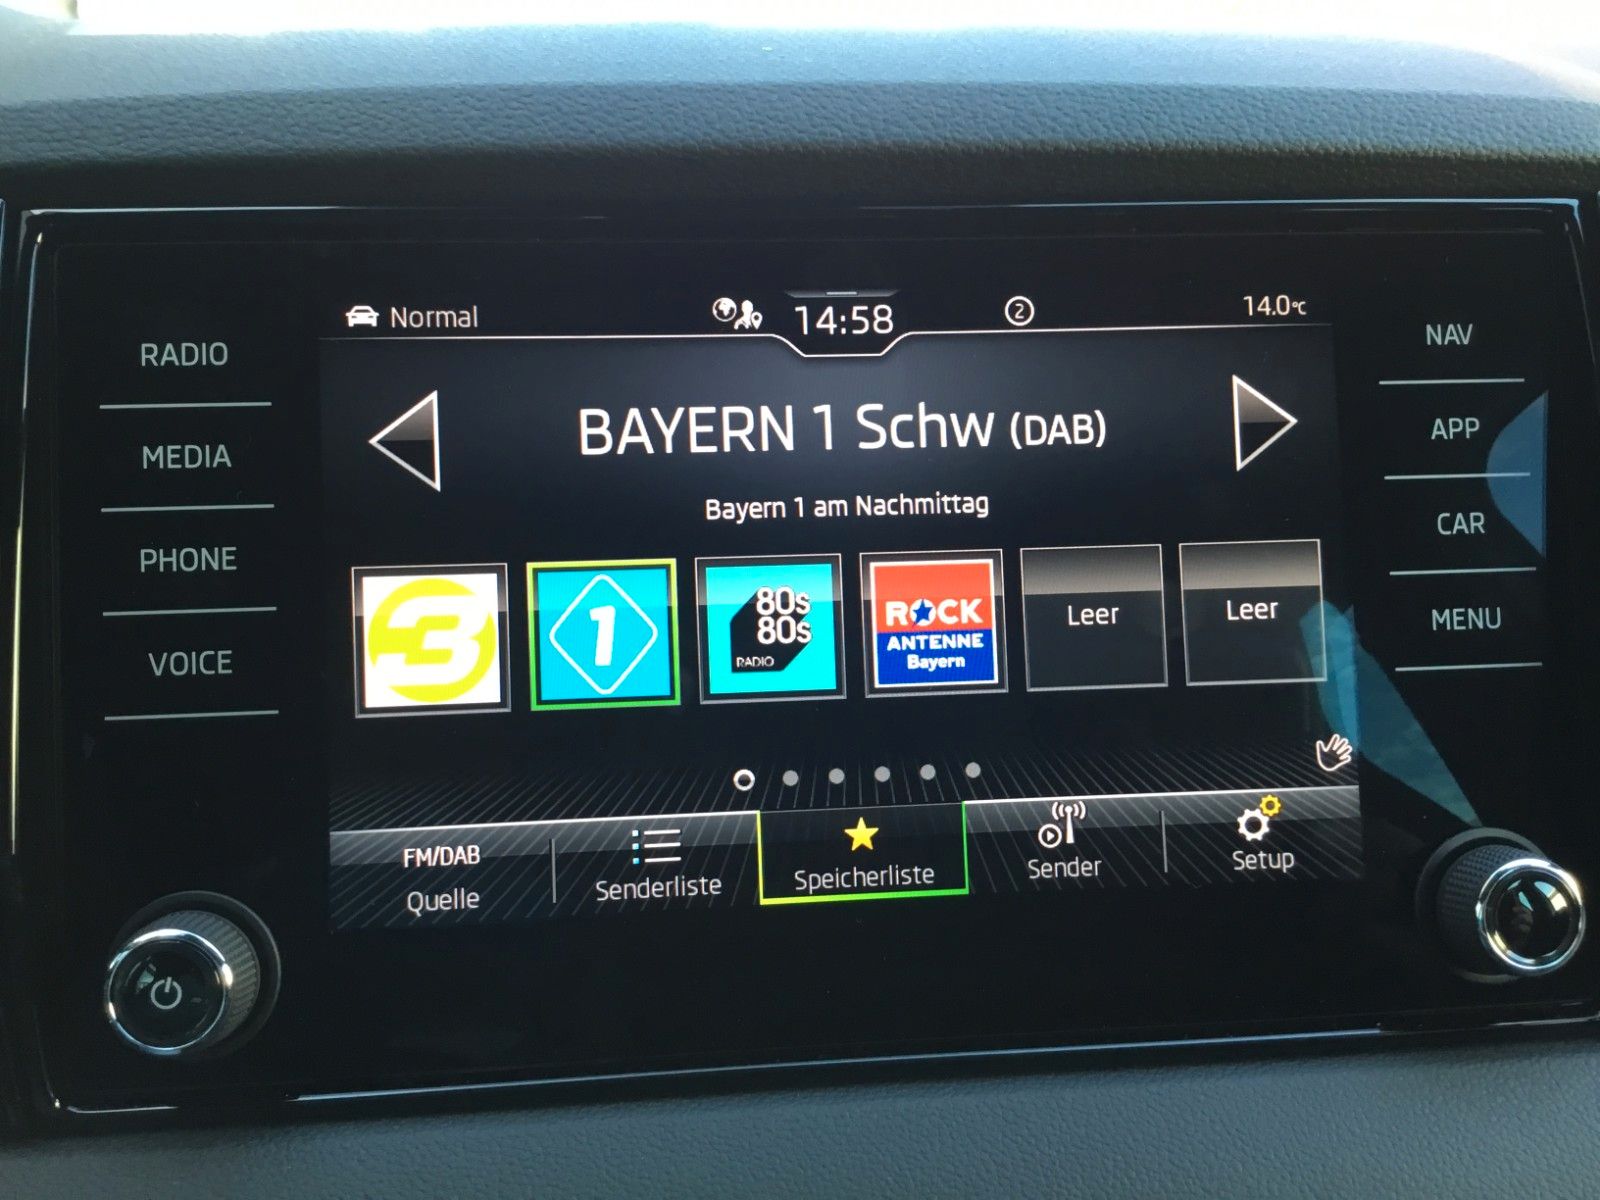 Normal
14:58
2
14.0°C
RADIO
MEDIA
PHONE
VOICE
NAV
APP
CAR
MENU
BAYERN 1 Schw (DAB)
Bayern 1 am Nachmittag
3
1
80s
80s
RADIO
ROCK
ANTENNE
Bayern
Leer
Leer
FM/DAB
Quelle
Senderliste
Speicherliste
Sender
Setup